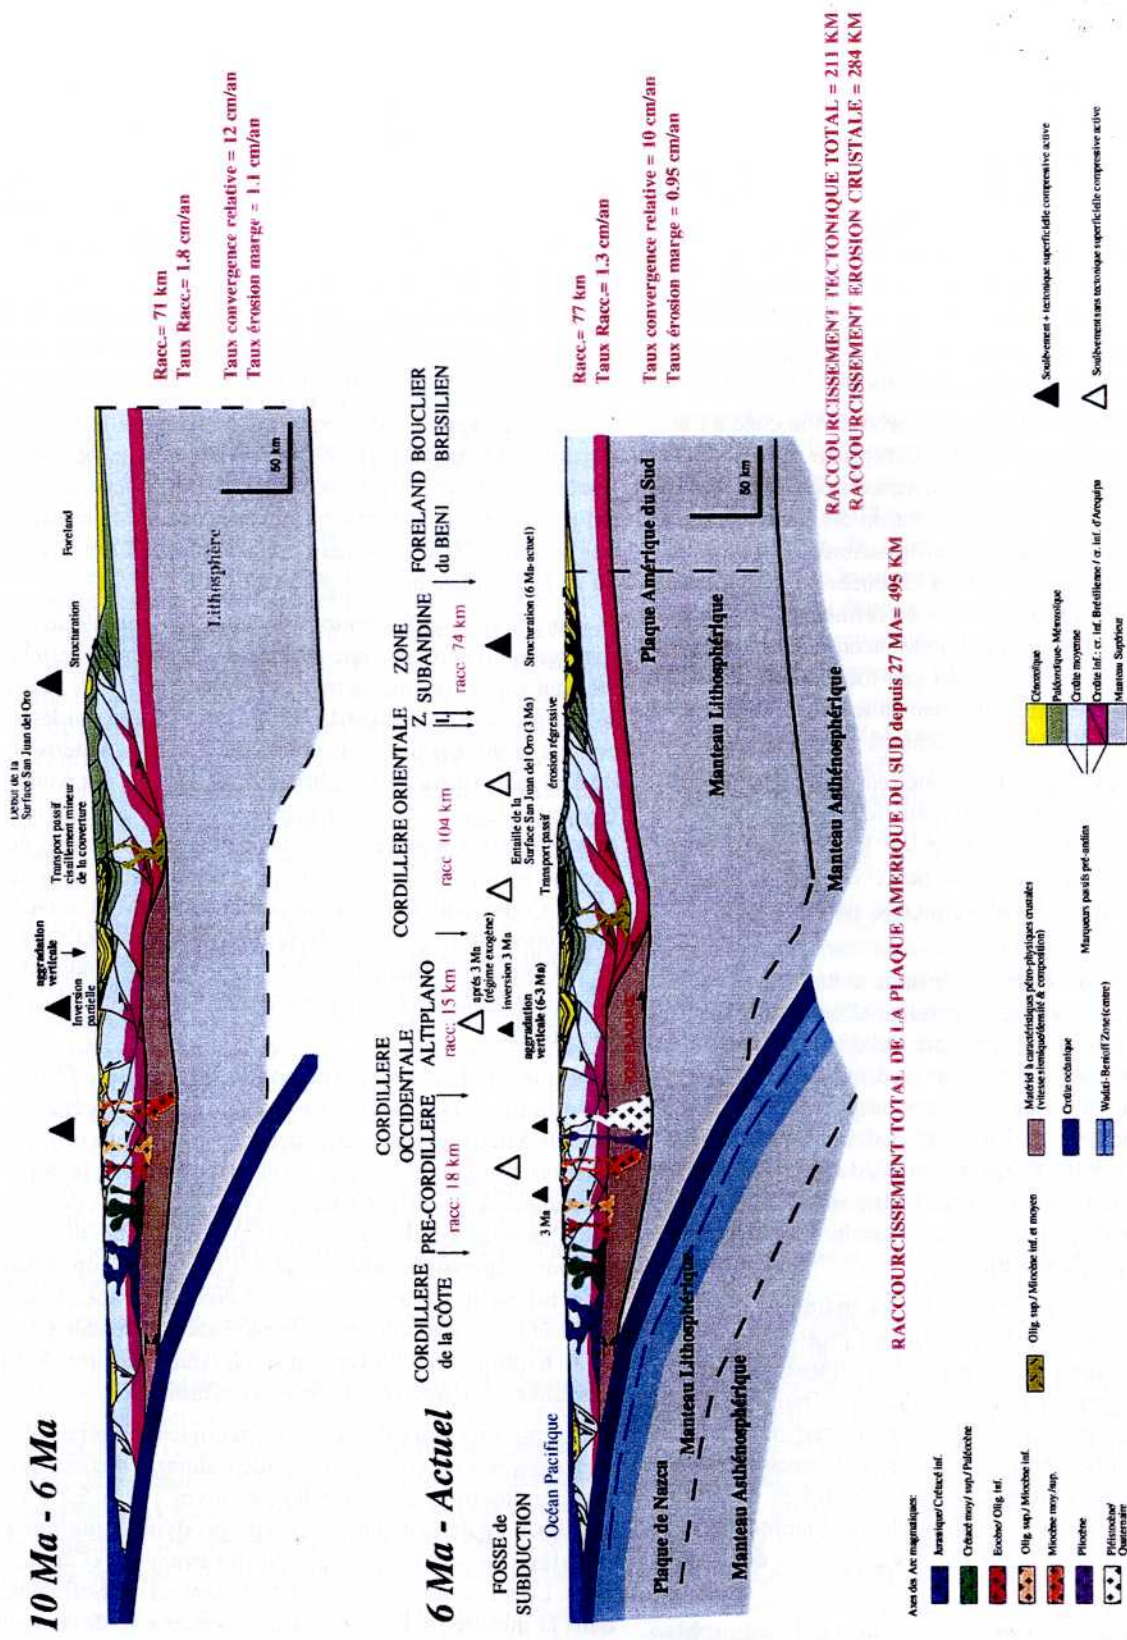 10 Ma - 6 Ma
Début de la
Surface San Juan del Oro
Transport passif
cisaillement mineur
de la couverture
Structuration
Foreland
aggradation
verticale
Inversion
partielle
Lithosphère
50 km
Racc.= 71 km
Taux Racc.= 1.8 cm/an
Taux convergence relative = 12 cm/an
Taux érosion marge = 1.1 cm/an
6 Ma - Actuel
FOSSE de
SUBDUCTION
Océan Pacifique
CORDILLERE
de la CÔTE
PRE-CORDILLERE
racc: 18 km
CORDILLERE
OCCIDENTALE
ALTIPLANO
racc: 15 km
CORDILLERE ORIENTALE
racc 104 km
Z.
I.
ZONE
SUBANDINE
racc: 74 km
FORELAND
du BENI
BOUCLIER
BRESILIEN
3 Ma
après 3 Ma
(régime exogène)
inversion 3 Ma
aggradation
verticale (6-3 Ma)
Entaille de la
Surface San Juan del Oro (3 Ma)
Transport passif
érosion régressive
Structuration (6 Ma-actuel)
Plaque Amérique du Sud
Manteau Lithosphérique
Manteau Asthénosphérique
50 km
Plaque de Nazca
Manteau Lithosphérique
Manteau Asthénosphérique
Racc.= 77 km
Taux Racc.= 1.3 cm/an
Taux convergence relative = 10 cm/an
Taux érosion marge = 0.95 cm/an
RACCOURCISSEMENT TECTONIQUE TOTAL = 211 KM
RACCOURCISSEMENT EROSION CRUSTALE = 284 KM
RACCOURCISSEMENT TOTAL DE LA PLAQUE AMERIQUE DU SUD depuis 27 MA= 495 KM
Axes des Arc magmatiques:
Jurassique/ Crétacé inf.
Crétacé moy / sup./ Paléocène
Eocène/ Olig. inf.
Olig. sup./ Miocène inf.
Miocène moy./sup.
Pliocène
Pléistocène/
Quaternaire
Olig. sup./ Miocène inf. et moyen
Matériel à caractéristiques pétro-physiques crustales
(vitesse sismique/densité & composition)
Croûte océanique
Wadati-Benioff Zone (centre)
Marqueurs passifs pré-andins
Cénozoïque
Paléozoïque- Mésozoïque
Croûte moyenne
Croûte inf.: cr. inf. Brésilienne / cr. inf. d'Arequipa
Manteau Supérieur
Soulèvement + tectonique superficielle compressive active
Soulèvement sans tectonique superficielle compressive active